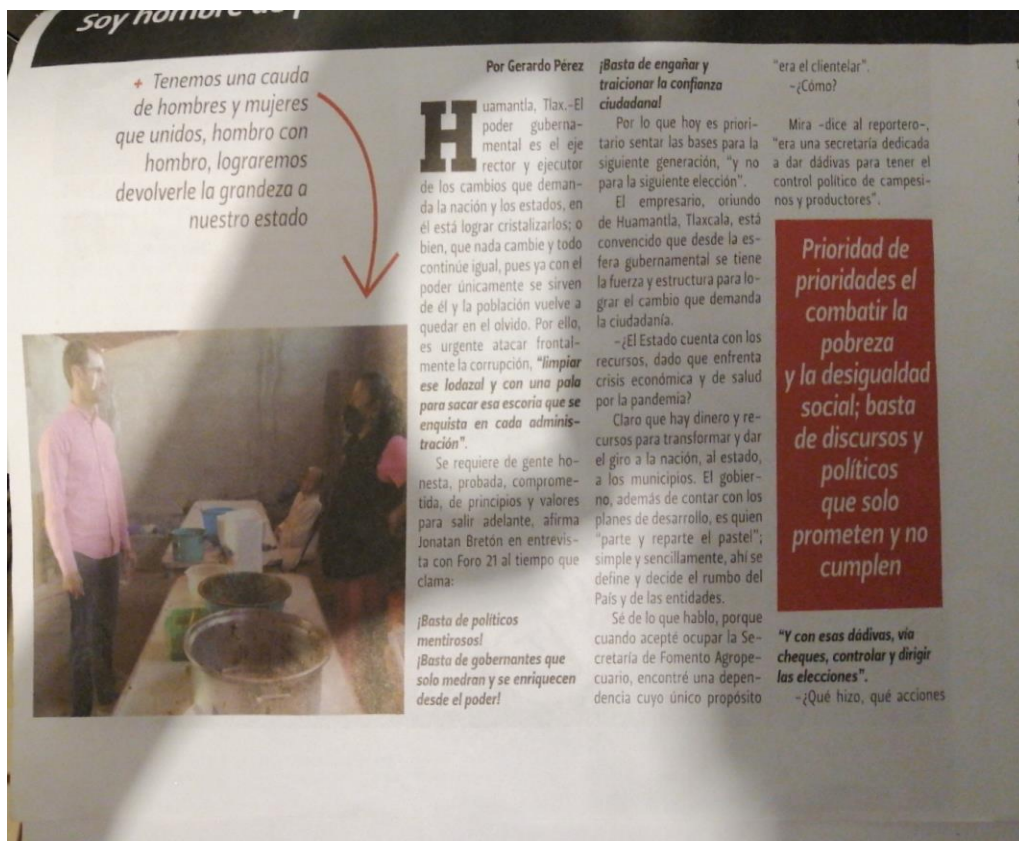 Soy hombre
+ Tenemos una cauda
de hombres y mujeres
que unidos, hombro con
hombro, lograremos
devolverle la grandeza a
nuestro estado
Por Gerardo Pérez
Huamantla, Tlax.-El
poder guberna-
mental es el eje
rector y ejecutor
de los cambios que deman-
da la nación y los estados, en
él está lograr cristalizarlos; o
bien, que nada cambie y todo
continúe igual, pues ya con el
poder únicamente se sirven
de él y la población vuelve a
quedar en el olvido. Por ello,
es urgente atacar frontal-
mente la corrupción, "limpiar
ese lodazal y con una pala
para sacar esa escoria que se
enquista en cada adminis-
tración".
Se requiere de gente ho-
nesta, probada, comprome-
tida, de principios y valores
para salir adelante, afirma
Jonatan Bretón en entrevis-
ta con Foro 21 al tiempo que
clama:
¡Basta de políticos
mentirosos!
¡Basta de gobernantes que
solo medran y se enriquecen
desde el poder!
¡Basta de engañar y
traicionar la confianza
ciudadana!
Por lo que hoy es priori-
tario sentar las bases para la
siguiente generación, "y no
para la siguiente elección".
El empresario, oriundo
de Huamantla, Tlaxcala, está
convencido que desde la es-
fera gubernamental se tiene
la fuerza y estructura para lo-
grar el cambio que demanda
la ciudadanía.
-¿El Estado cuenta con los
recursos, dado que enfrenta
crisis económica y de salud
por la pandemia?
Claro que hay dinero y re-
cursos para transformar y dar
el giro a la nación, al estado,
a los municipios. El gobier-
no, además de contar con los
planes de desarrollo, es quien
"parte y reparte el pastel";
simple y sencillamente, ahí se
define y decide el rumbo del
País y de las entidades.
Sé de lo que hablo, porque
cuando acepté ocupar la Se-
cretaría de Fomento Agrope-
cuario, encontré una depen-
dencia cuyo único propósito
"era el clientelar".
-¿Cómo?
Mira -dice al reportero-,
"era una secretaría dedicada
a dar dádivas para tener el
control político de campesi-
nos y productores".
Prioridad de
prioridades el
combatir la
pobreza
y la desigualdad
social; basta
de discursos y
políticos
que solo
prometen y no
cumplen
"Y con esas dádivas, vía
cheques, controlar y dirigir
las elecciones".
-¿Qué hizo, qué acciones